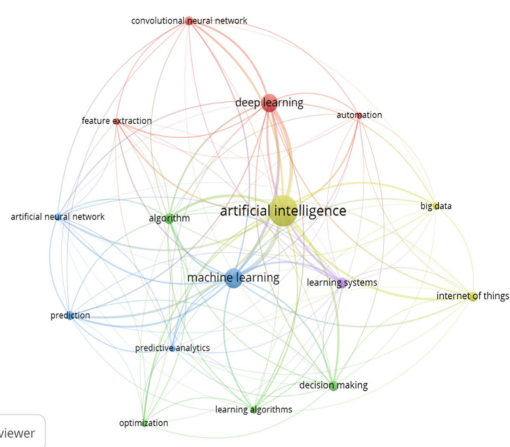 convolutional neural network
deep learning
automation
feature extraction
big data
artificial intelligence
artificial neural network
algorithm
machine learning
learning systems
internet of things
prediction
predictive analytics
decision making
learning algorithms
optimization
viewer